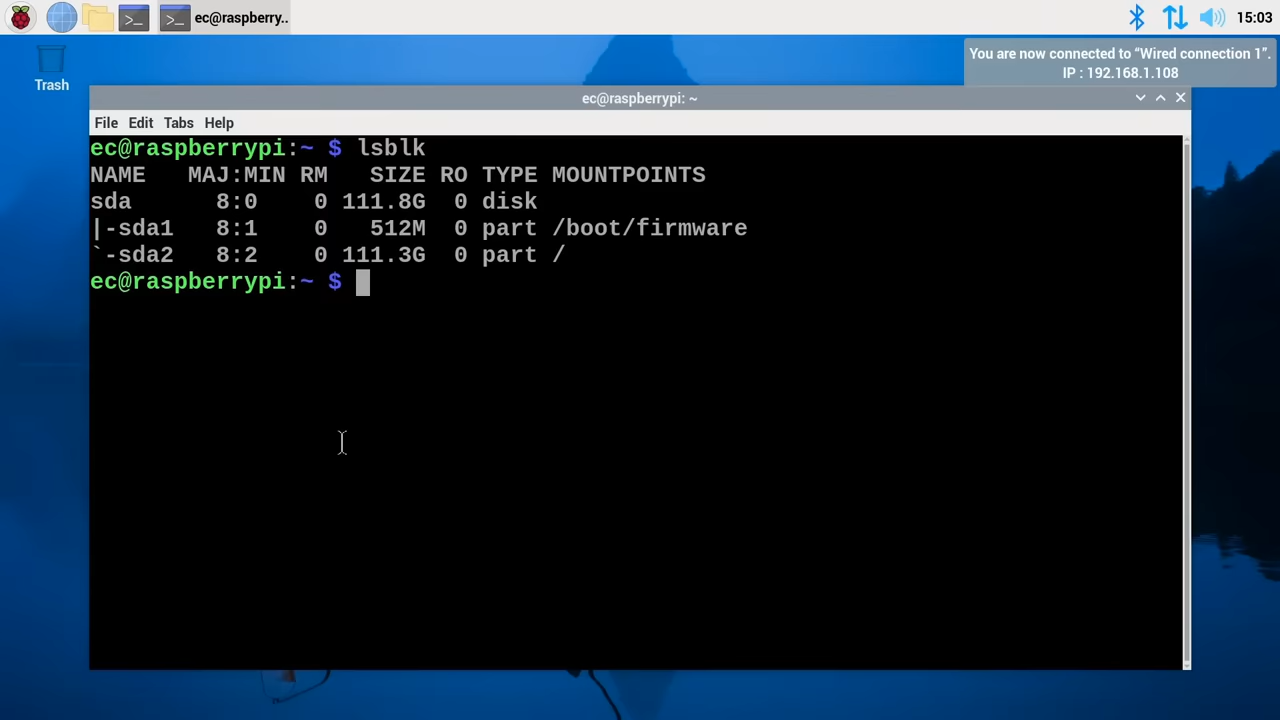 ec@raspberry..
15:03
You are now connected to “Wired connection 1”.
IP : 192.168.1.108
Trash
ec@raspberrypi: ~
File Edit Tabs Help
ec@raspberrypi:~ $ lsblk
NAME   MAJ:MIN RM   SIZE RO TYPE MOUNTPOINTS
sda      8:0    0 111.8G  0 disk
|-sda1   8:1    0   512M  0 part /boot/firmware
`-sda2   8:2    0 111.3G  0 part /
ec@raspberrypi:~ $